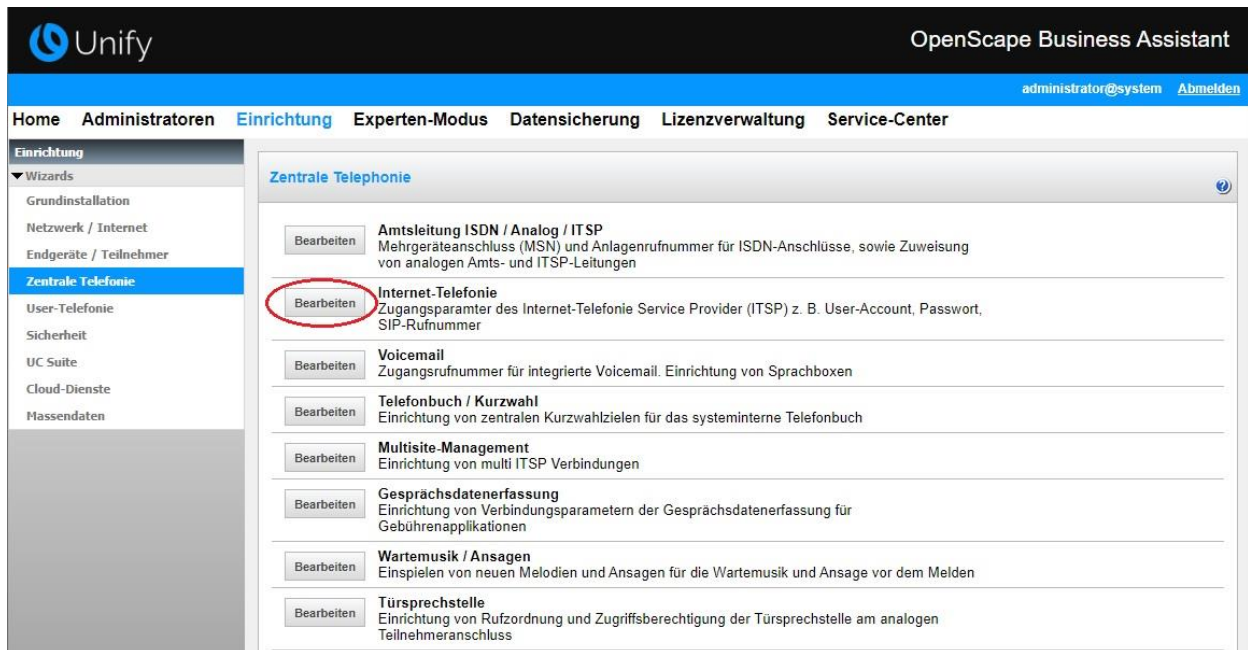 Unify
OpenScape Business Assistant
administrator@system Abmelden
Home Administratoren Einrichtung Experten-Modus Datensicherung Lizenzverwaltung Service-Center
Einrichtung
Wizards
Grundinstallation
Netzwerk / Internet
Endgeräte / Teilnehmer
Zentrale Telefonie
User-Telefonie
Sicherheit
UC Suite
Cloud-Dienste
Massendaten
Zentrale Telephonie
?
Bearbeiten
Amtsleitung ISDN / Analog / ITSP
Mehrgeräteanschluss (MSN) und Anlagenrufnummer für ISDN-Anschlüsse, sowie Zuweisung
von analogen Amts- und ITSP-Leitungen
Bearbeiten
Internet-Telefonie
Zugangsparamter des Internet-Telefonie Service Provider (ITSP) z. B. User-Account, Passwort,
SIP-Rufnummer
Bearbeiten
Voicemail
Zugangsrufnummer für integrierte Voicemail. Einrichtung von Sprachboxen
Bearbeiten
Telefonbuch / Kurzwahl
Einrichtung von zentralen Kurzwahlzielen für das systeminterne Telefonbuch
Bearbeiten
Multisite-Management
Einrichtung von multi ITSP Verbindungen
Bearbeiten
Gesprächsdatenerfassung
Einrichtung von Verbindungsparametern der Gesprächsdatenerfassung für
Gebührenapplikationen
Bearbeiten
Wartemusik / Ansagen
Einspielen von neuen Melodien und Ansagen für die Wartemusik und Ansage vor dem Melden
Bearbeiten
Türsprechstelle
Einrichtung von Rufzordnung und Zugriffsberechtigung der Türsprechstelle am analogen
Teilnehmeranschluss